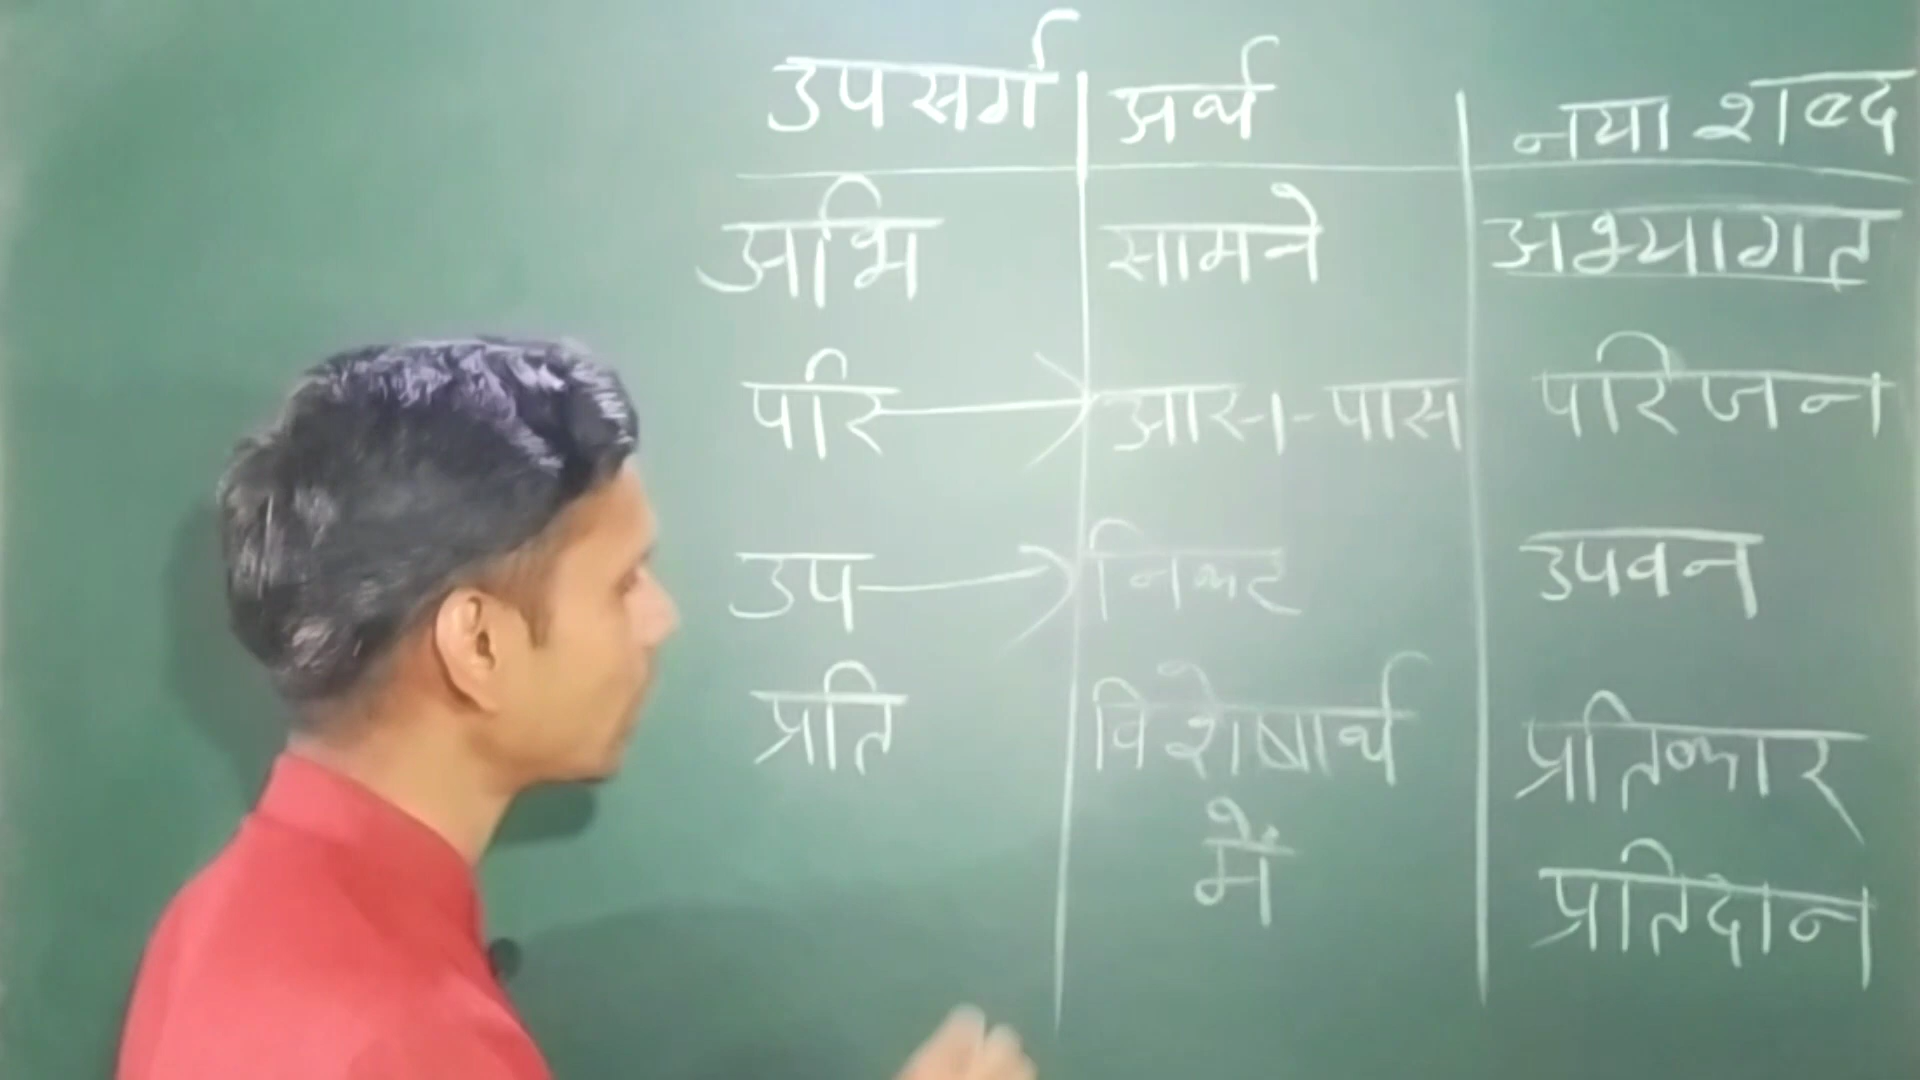 उपसर्ग अर्थ नया शब्द
अभि सामने अभ्यागत
परि आस-पास परिजन
उप निकट उपवन
प्रति विशेषार्थ प्रतिकार
में
प्रतिदान